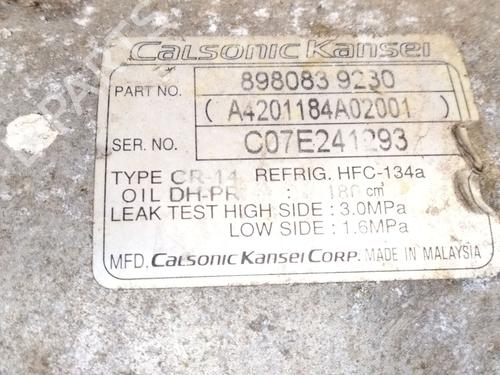 Calsonic Kansei
PART NO. 898083 9230
( A4201184A02001 )
SER. NO. C07E241293
TYPE CR-14 REFRIG. HFC-134a
OIL DH-PR : 180 cm³
LEAK TEST HIGH SIDE : 3.0MPa
LOW SIDE : 1.6MPa
MFD. CALSONIC KANSEI CORP. MADE IN MALAYSIA